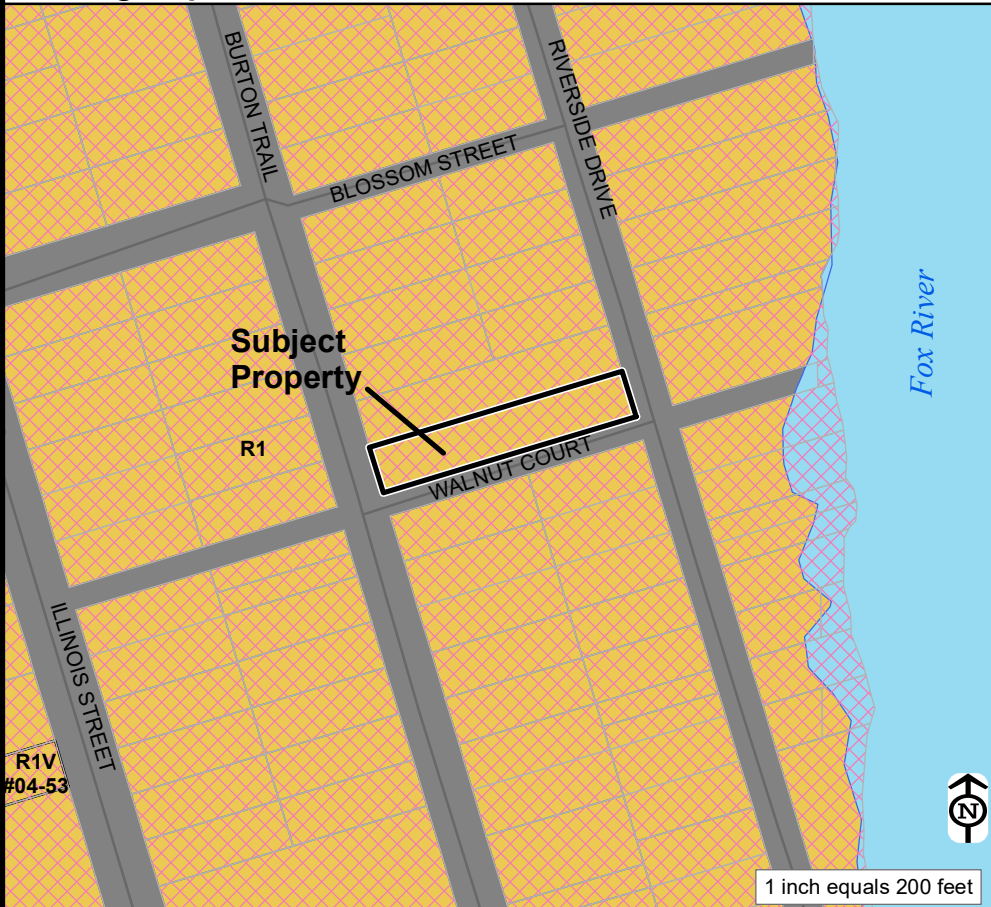 BURTON TRAIL
RIVERSIDE DRIVE
BLOSSOM STREET
Fox River
Subject
Property
R1
WALNUT COURT
ILLINOIS STREET
R1V
#04-53
N
1 inch equals 200 feet